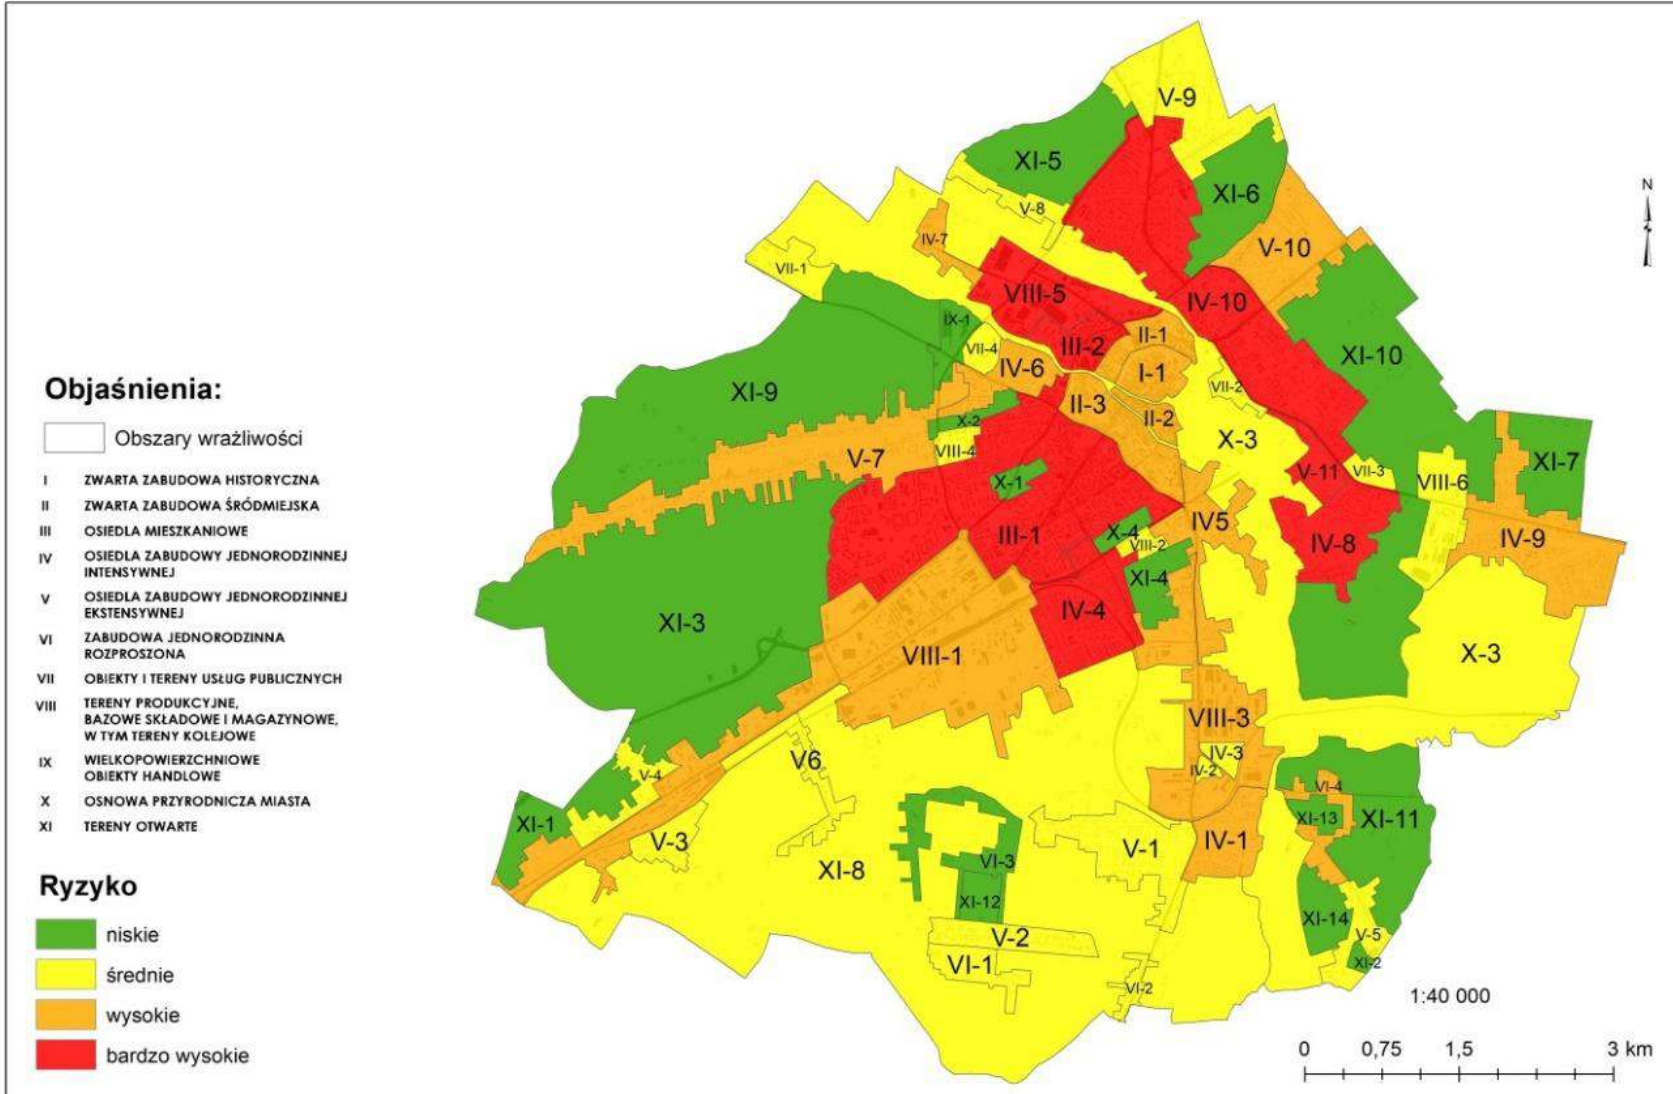 Objaśnienia:
Obszary wrażliwości
I ZWARTA ZABUDOWA HISTORYCZNA
II ZWARTA ZABUDOWA ŚRÓDMIEJSKA
III OSIEDLA MIESZKANIOWE
IV OSIEDLA ZABUDOWY JEDNORODZINNEJ
INTENSYWNEJ
V OSIEDLA ZABUDOWY JEDNORODZINNEJ
EKSTENSYWNEJ
VI ZABUDOWA JEDNORODZINNA
ROZPROSZONA
VII OBIEKTY I TERENY USŁUG PUBLICZNYCH
VIII TERENY PRODUKCYJNE,
BAZOWE SKŁADOWE I MAGAZYNOWE,
W TYM TERENY KOLEJOWE
IX WIELKOPOWIERZCHNIOWE
OBIEKTY HANDLOWE
X OSNOWA PRZYRODNICZA MIASTA
XI TERENY OTWARTE
Ryzyko
niskie
średnie
wysokie
bardzo wysokie
V-9
XI-5
XI-6
N
V-8
IV-7
V-10
VII-1
VIII-5
IV-10
IX-1
II-1
VII-4
III-2
XI-10
IV-6
I-1
VII-2
XI-9
II-3
II-2
X-2
X-3
VIII-4
V-7
XI-7
V-11
VII-3
X-1
VIII-6
IV5
III-1
X-4
VIII-2
IV-8
IV-9
XI-4
IV-4
XI-3
VIII-1
X-3
VIII-3
IV-3
V6
IV-2
V-4
VI-4
XI-1
XI-13
XI-11
V-3
V-1
IV-1
XI-8
VI-3
XI-12
XI-14
V-2
V-5
VI-1
XI-2
VI-2
1:40 000
0 0,75 1,5 3 km